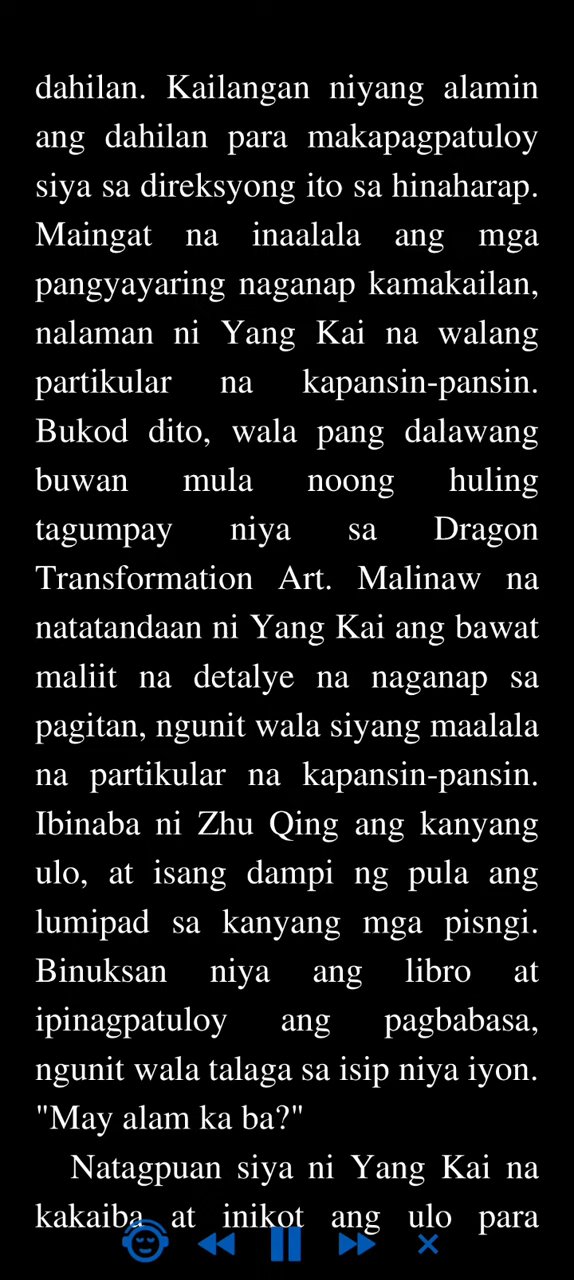 dahilan. Kailangan niyang alamin
ang dahilan para makapagpatuloy
siya sa direksyong ito sa hinaharap.
Maingat na inaalala ang mga
pangyayaring naganap kamakailan,
nalaman ni Yang Kai na walang
partikular na kapansin-pansin.
Bukod dito, wala pang dalawang
buwan mula noong huling
tagumpay niya sa Dragon
Transformation Art. Malinaw na
natatandaan ni Yang Kai ang bawat
maliit na detalye na naganap sa
pagitan, ngunit wala siyang maalala
na partikular na kapansin-pansin.
Ibinaba ni Zhu Qing ang kanyang
ulo, at isang dampi ng pula ang
lumipad sa kanyang mga pisngi.
Binuksan niya ang libro at
ipinagpatuloy ang pagbabasa,
ngunit wala talaga sa isip niya iyon.
"May alam ka ba?"
Natagpuan siya ni Yang Kai na
kakaiba at inikot ang ulo para